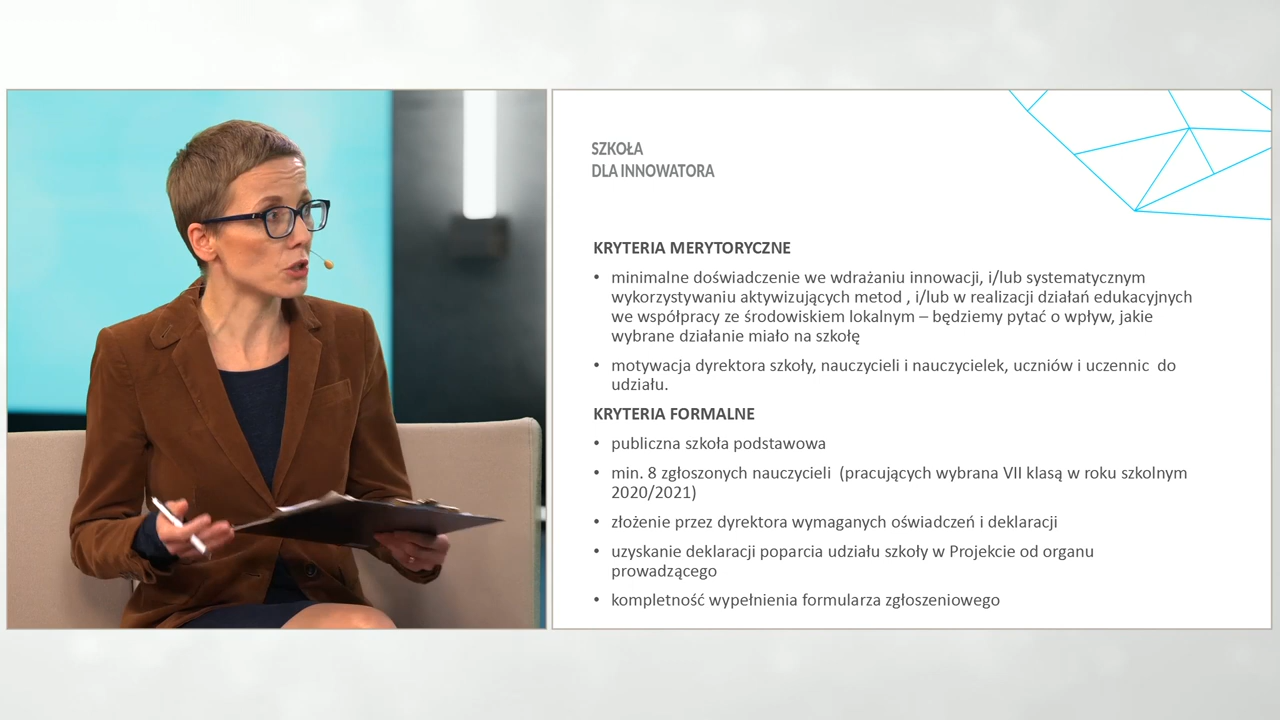 SZKOŁA
DLA INNOWATORA
KRYTERIA MERYTORYCZNE
• minimalne doświadczenie we wdrażaniu innowacji, i/lub systematycznym
wykorzystywaniu aktywizujących metod , i/lub w realizacji działań edukacyjnych
we współpracy ze środowiskiem lokalnym – będziemy pytać o wpływ, jakie
wybrane działanie miało na szkołę
• motywacja dyrektora szkoły, nauczycieli i nauczycielek, uczniów i uczennic  do
udziału.
KRYTERIA FORMALNE
• publiczna szkoła podstawowa
• min. 8 zgłoszonych nauczycieli  (pracujących wybrana VII klasą w roku szkolnym
2020/2021)
• złożenie przez dyrektora wymaganych oświadczeń i deklaracji
• uzyskanie deklaracji poparcia udziału szkoły w Projekcie od organu
prowadzącego
• kompletność wypełnienia formularza zgłoszeniowego